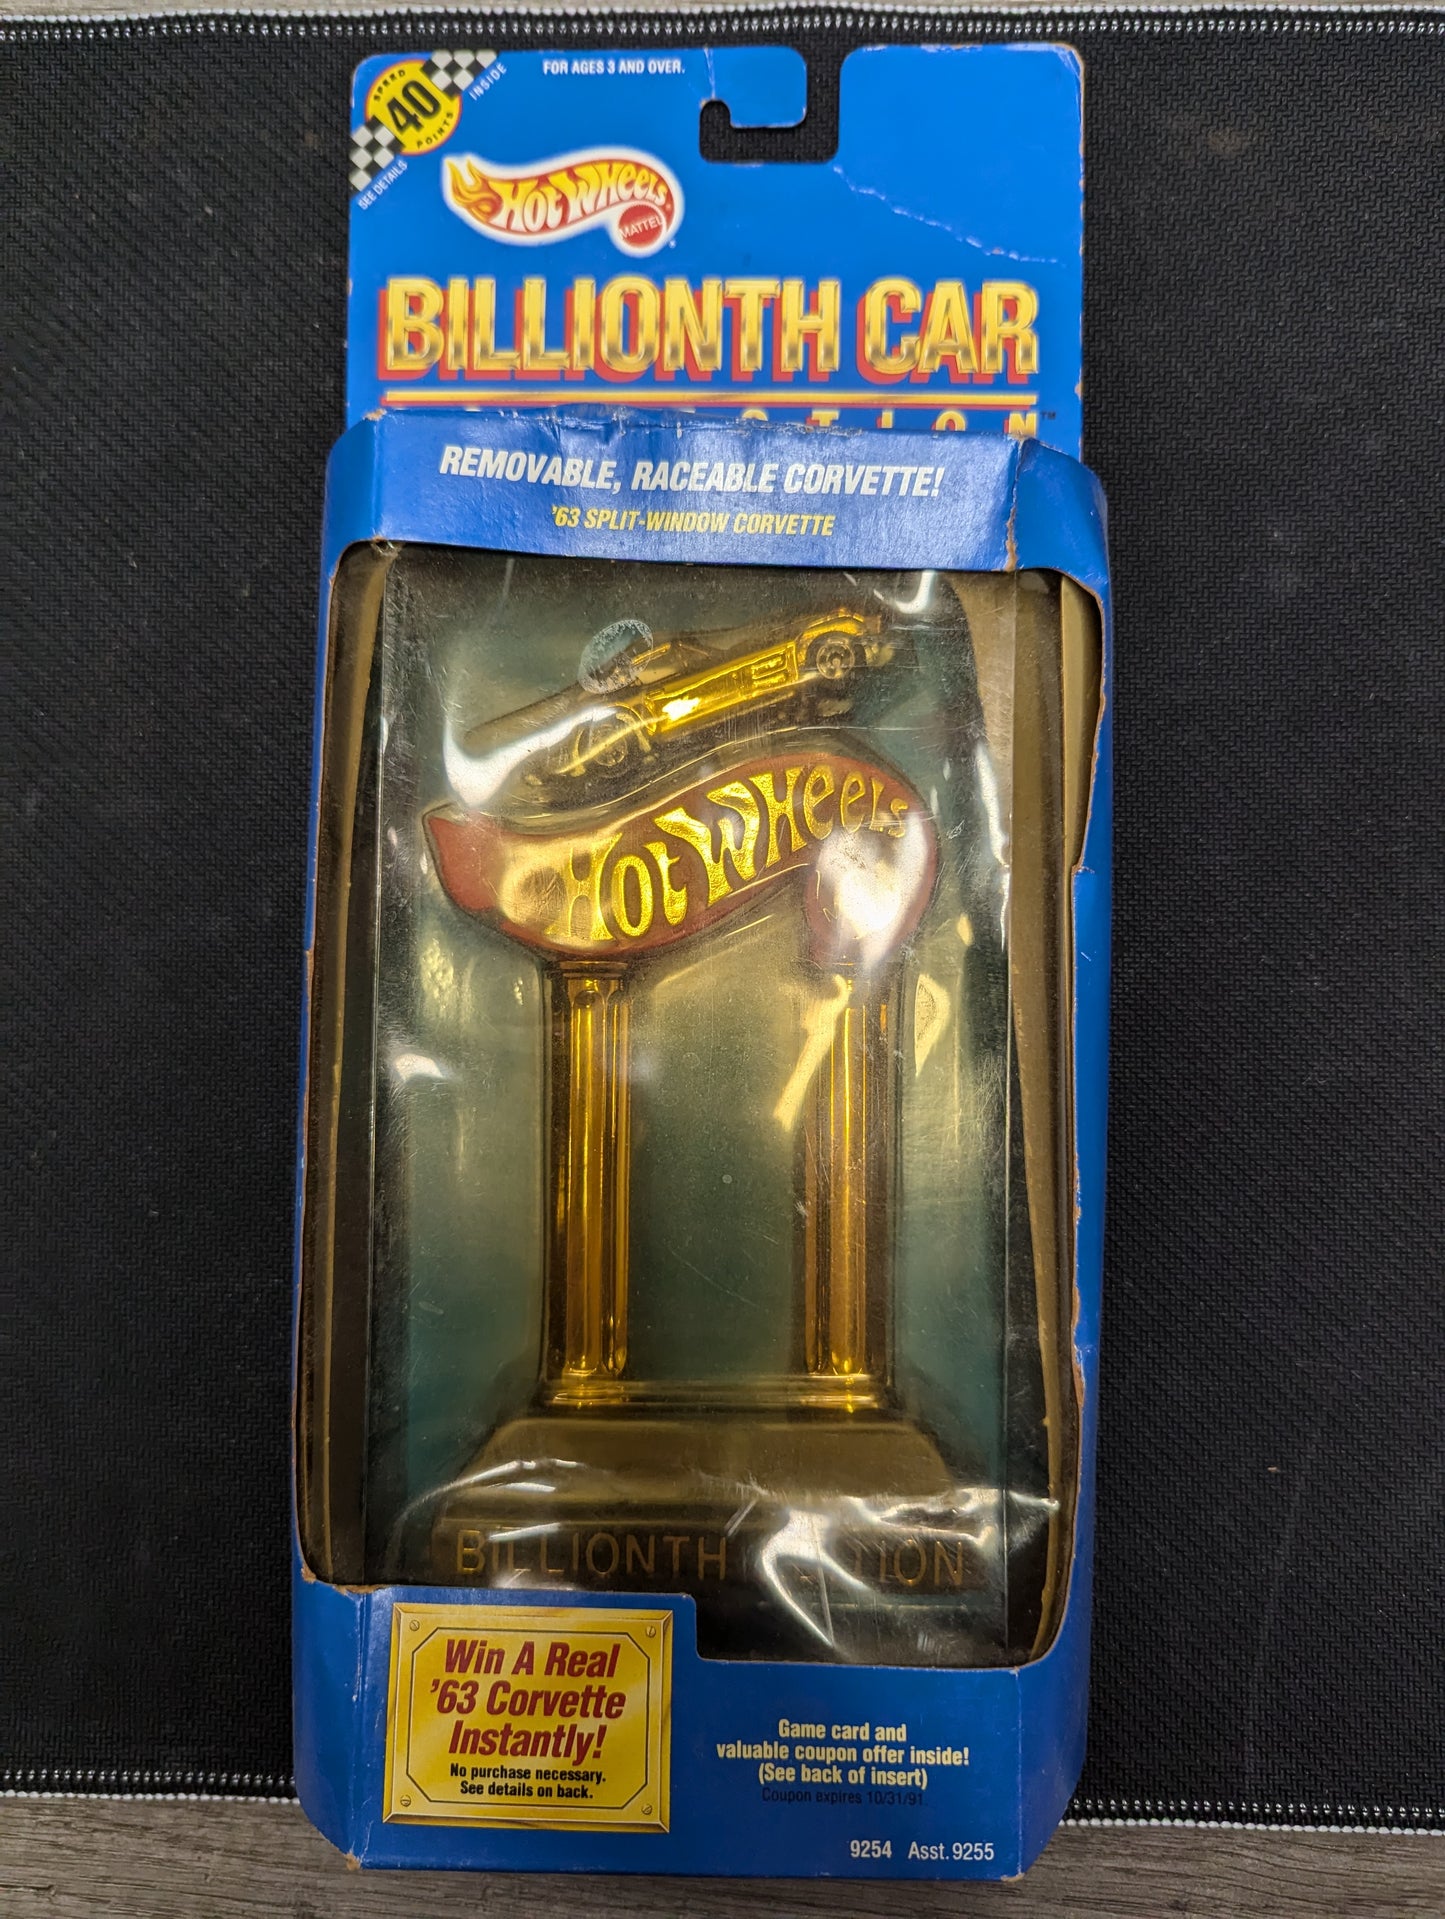 SPEED
40
POINTS
INSIDE
SEE DETAILS
FOR AGES 3 AND OVER.
HOT WHEELS
MATTEL
BILLIONTH CAR
REMOVABLE, RACEABLE CORVETTE!
'63 SPLIT-WINDOW CORVETTE
HOT WHEELS
BILLIONTH
Win A Real
'63 Corvette
Instantly!
No purchase necessary.
See details on back.
Game card and
valuable coupon offer inside!
(See back of insert)
Coupon expires 10/31/91.
9254 Asst. 9255